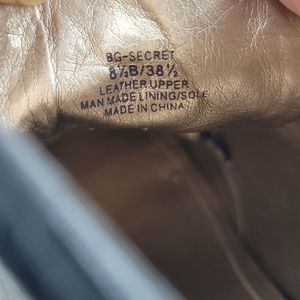 BG-SECRET
8½B/38½
LEATHER UPPER
MAN MADE LINING/SOLE
MADE IN CHINA